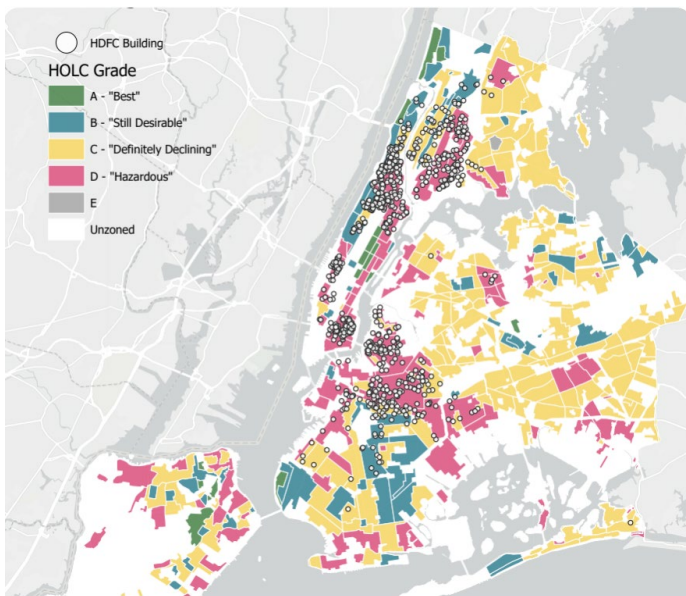 HDFC Building
HOLC Grade
A - "Best"
B - "Still Desirable"
C - "Definitely Declining"
D - "Hazardous"
E
Unzoned